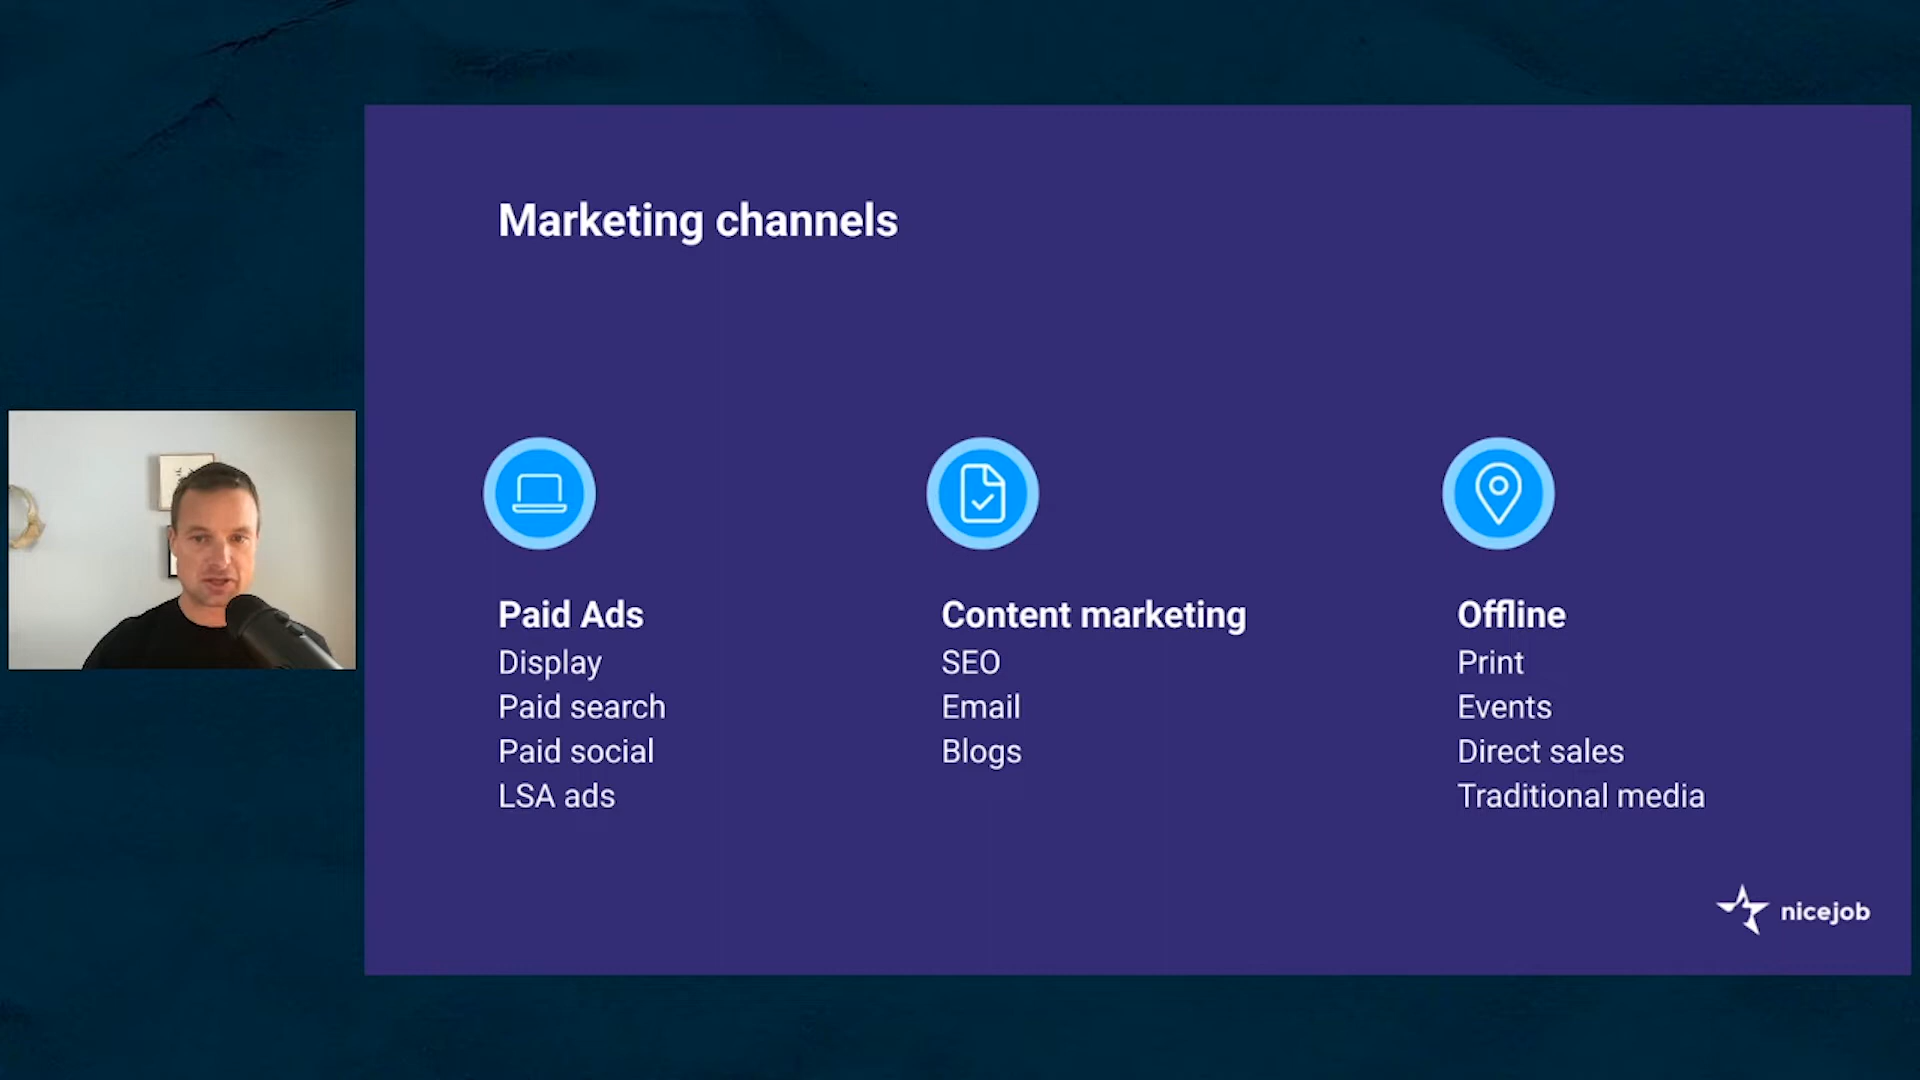 Marketing channels
Paid Ads
Display
Paid search
Paid social
LSA ads
Content marketing
SEO
Email
Blogs
Offline
Print
Events
Direct sales
Traditional media
nicejob